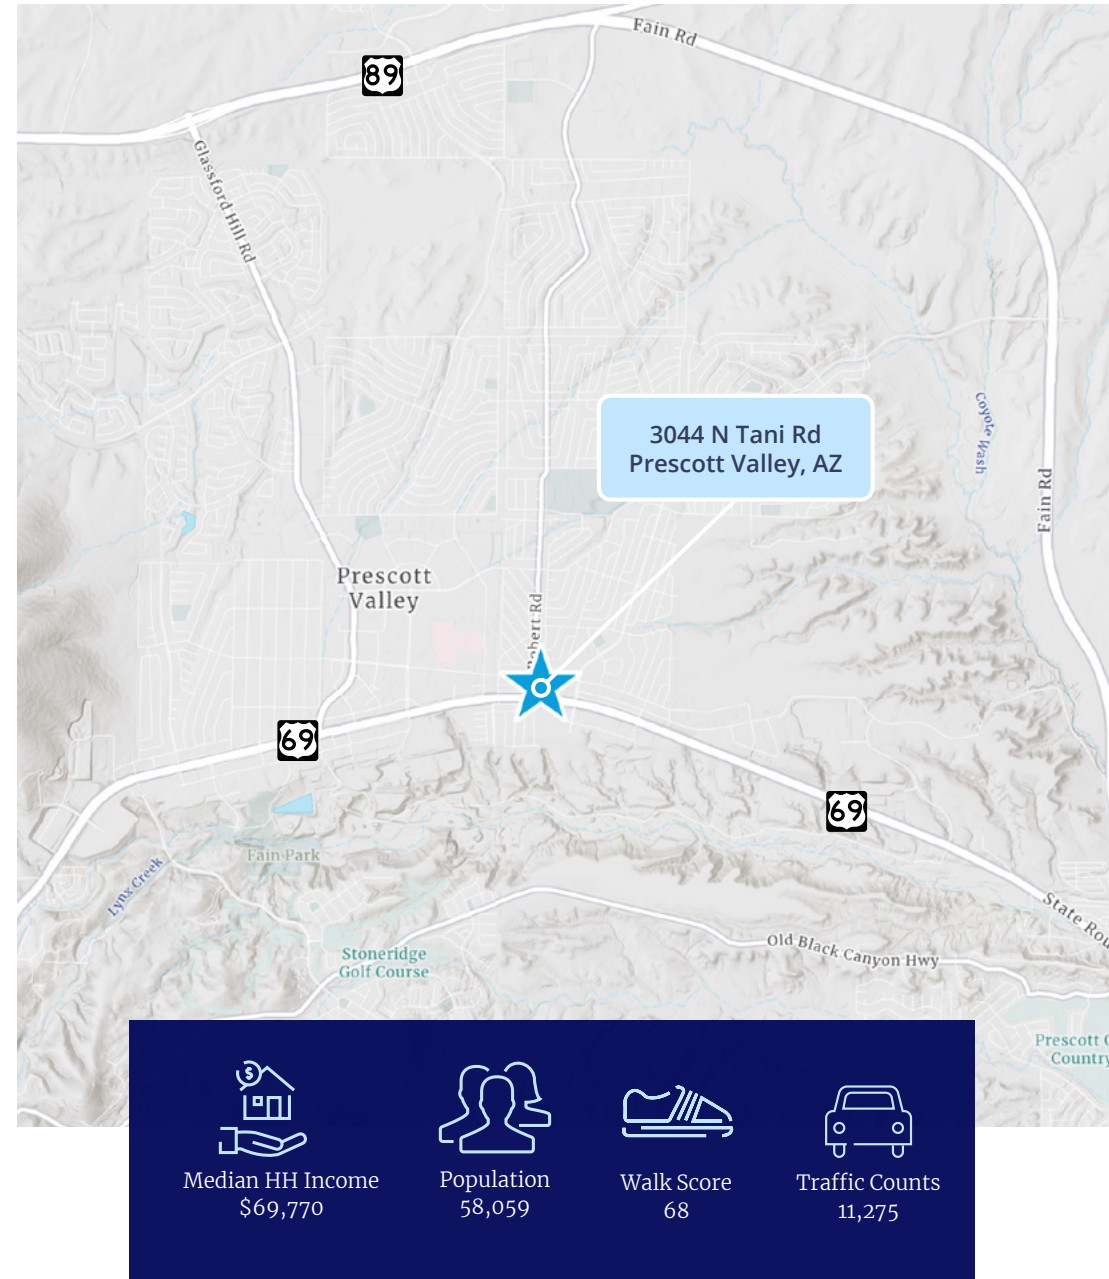 Fain Rd
89
Glassford Hill Rd
3044 N Tani Rd
Prescott Valley, AZ
Coyote Wash
Fain Rd
Prescott
Valley
Robert Rd
69
69
Fain Park
Lynx Creek
State Rou
Stoneridge
Golf Course
Old Black Canyon Hwy
Prescott
Country
$
Median HH Income
$69,770
Population
58,059
Walk Score
68
Traffic Counts
11,275